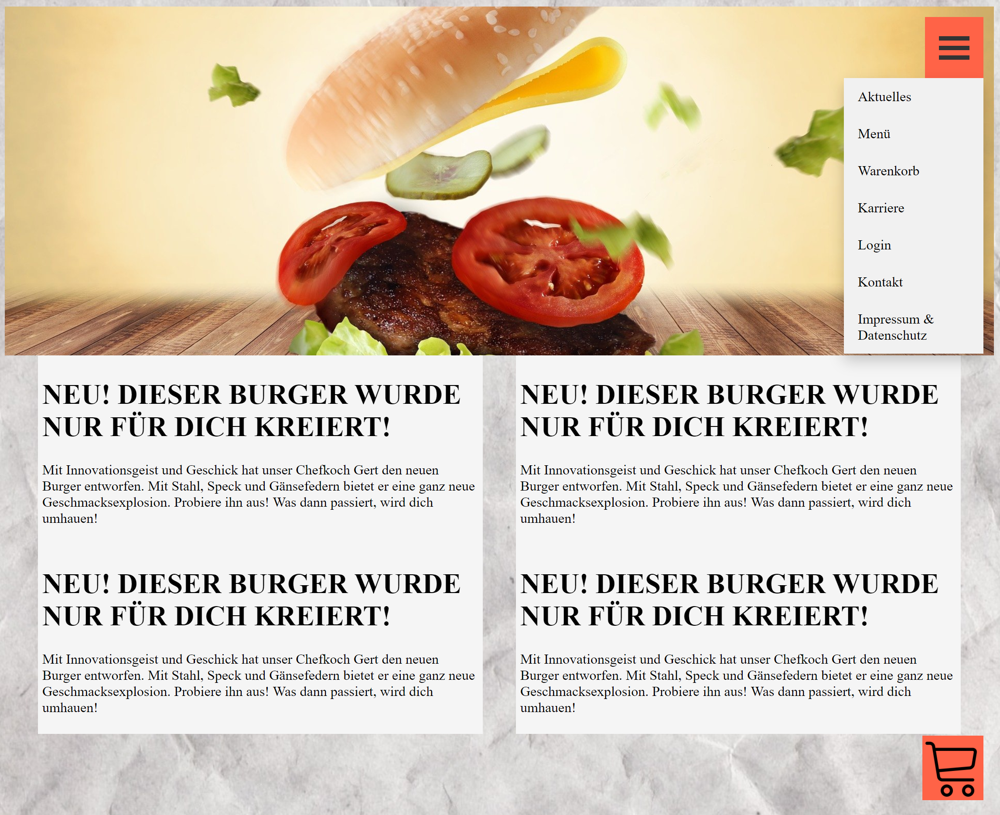 Aktuelles
Menü
Warenkorb
Karriere
Login
Kontakt
Impressum &
Datenschutz
NEU! DIESER BURGER WURDE
NUR FÜR DICH KREIERT!
Mit Innovationsgeist und Geschick hat unser Chefkoch Gert den neuen
Burger entworfen. Mit Stahl, Speck und Gänsefedern bietet er eine ganz neue
Geschmacksexplosion. Probiere ihn aus! Was dann passiert, wird dich
umhauen!
NEU! DIESER BURGER WURDE
NUR FÜR DICH KREIERT!
Mit Innovationsgeist und Geschick hat unser Chefkoch Gert den neuen
Burger entworfen. Mit Stahl, Speck und Gänsefedern bietet er eine ganz neue
Geschmacksexplosion. Probiere ihn aus! Was dann passiert, wird dich
umhauen!
NEU! DIESER BURGER WURDE
NUR FÜR DICH KREIERT!
Mit Innovationsgeist und Geschick hat unser Chefkoch Gert den neuen
Burger entworfen. Mit Stahl, Speck und Gänsefedern bietet er eine ganz neue
Geschmacksexplosion. Probiere ihn aus! Was dann passiert, wird dich
umhauen!
NEU! DIESER BURGER WURDE
NUR FÜR DICH KREIERT!
Mit Innovationsgeist und Geschick hat unser Chefkoch Gert den neuen
Burger entworfen. Mit Stahl, Speck und Gänsefedern bietet er eine ganz neue
Geschmacksexplosion. Probiere ihn aus! Was dann passiert, wird dich
umhauen!